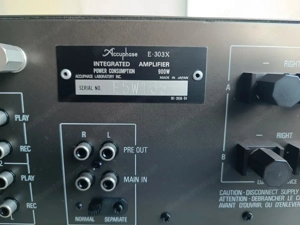 Accuphase E-303X
INTEGRATED AMPLIFIER
POWER CONSUMPTION 600W
ACCUPHASE LABORATORY INC. MADE IN JAPAN
SERIAL NO.
RIGHT
A
B
RIGHT
PLAY
REC
PLAY
REC
R L
PRE OUT
MAIN IN
NORMAL SEPARATE
CAUTION - DISCONNECT SUPPLY
ATTENTION - DEBRANCHER LE
AVANT D'OUVRIR